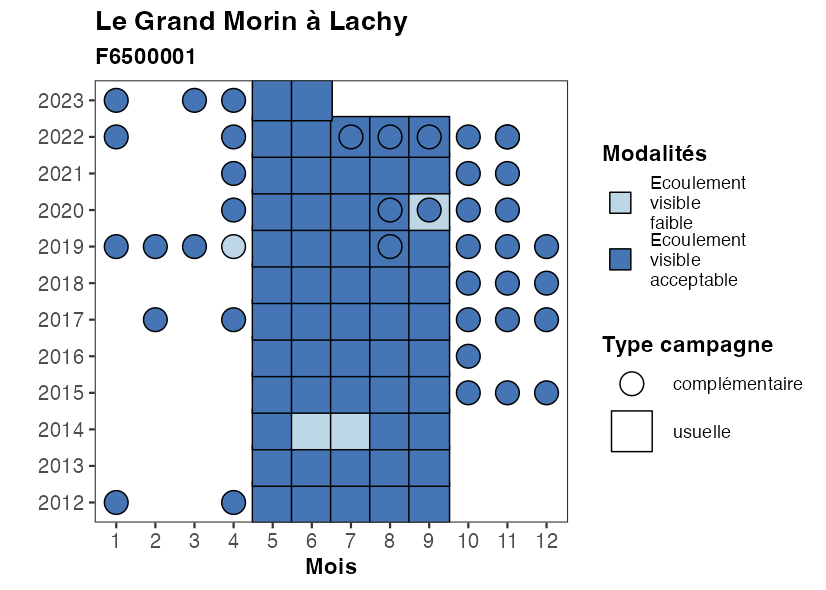 Le Grand Morin à Lachy
F6500001
2023
2022
2021
2020
2019
2018
2017
2016
2015
2014
2013
2012
1 2 3 4 5 6 7 8 9 10 11 12
Mois
Modalités
Ecoulement
visible
faible
Ecoulement
visible
acceptable
Type campagne
complémentaire
usuelle